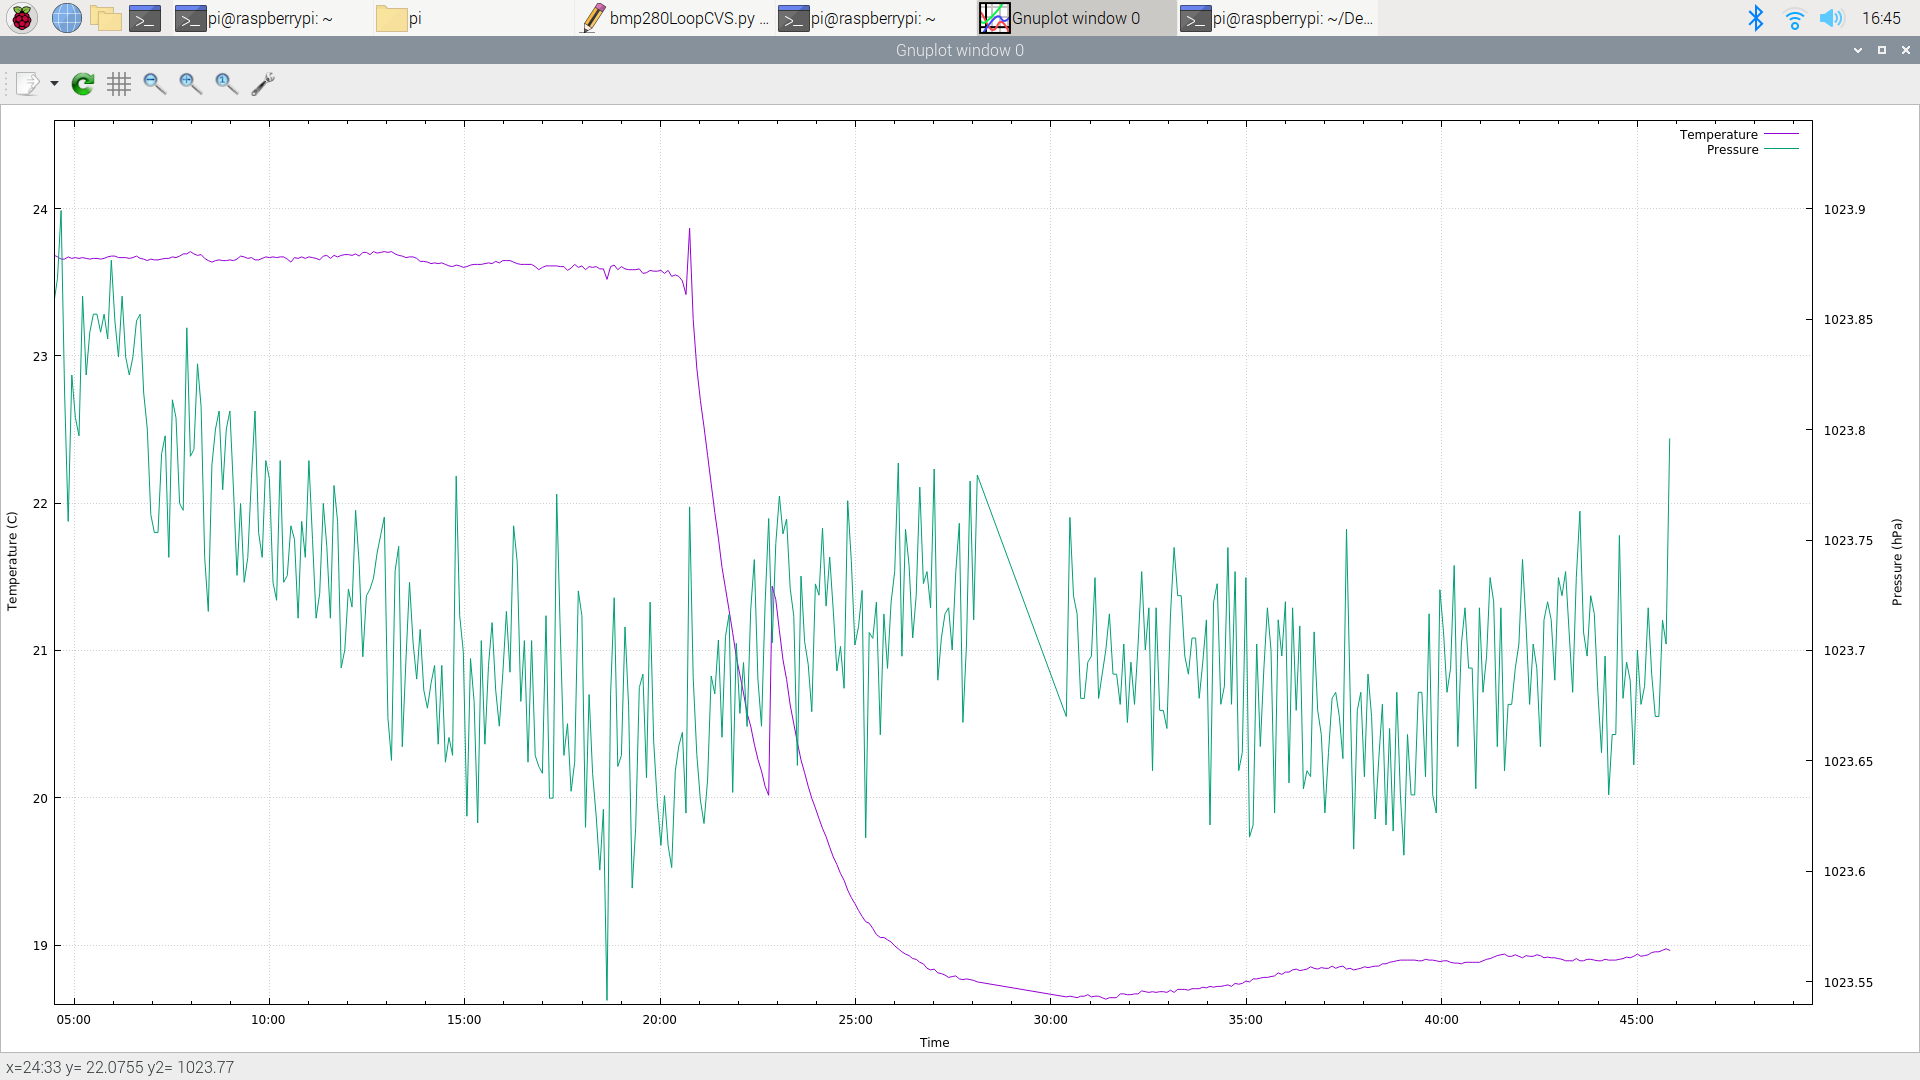 pi@raspberrypi: ~
pi
bmp280LoopCVS.py ...
pi@raspberrypi: ~
Gnuplot window 0
pi@raspberrypi: ~/De...
16:45
Gnuplot window 0
Temperature
Pressure
24
23
22
21
20
19
Temperature (C)
1023.9
1023.85
1023.8
1023.75
1023.7
1023.65
1023.6
1023.55
Pressure (hPa)
05:00
10:00
15:00
20:00
25:00
30:00
35:00
40:00
45:00
Time
x=24:33 y= 22.0755 y2= 1023.77